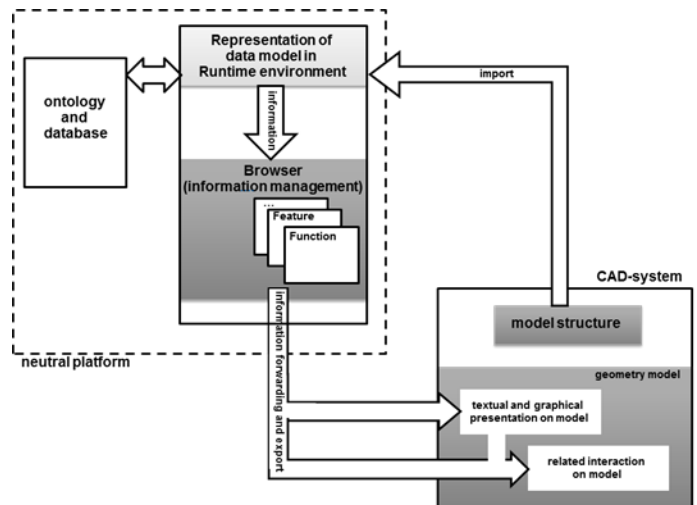 Representation of
data model in
Runtime environment
import
ontology
and
database
information
Browser
(information management)
...
Feature
Function
CAD-system
model structure
neutral platform
information forwarding and export
geometry model
textual and graphical
presentation on model
related interaction
on model